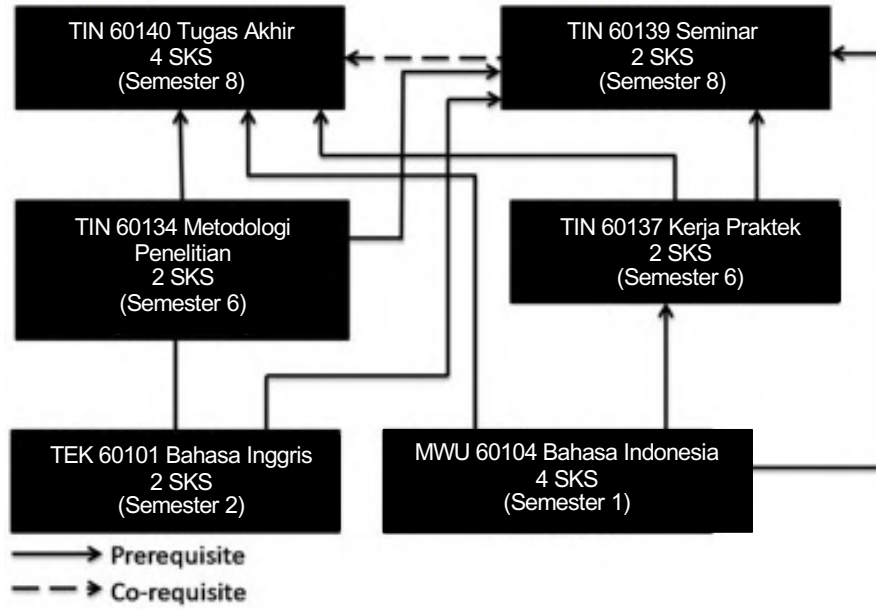 TIN 60140 Tugas Akhir
4 SKS
(Semester 8)
TIN 60139 Seminar
2 SKS
(Semester 8)
TIN 60134 Metodologi
Penelitian
2 SKS
(Semester 6)
TIN 60137 Kerja Praktek
2 SKS
(Semester 6)
TEK 60101 Bahasa Inggris
2 SKS
(Semester 2)
MWU 60104 Bahasa Indonesia
4 SKS
(Semester 1)
Prerequisite
Co-requisite